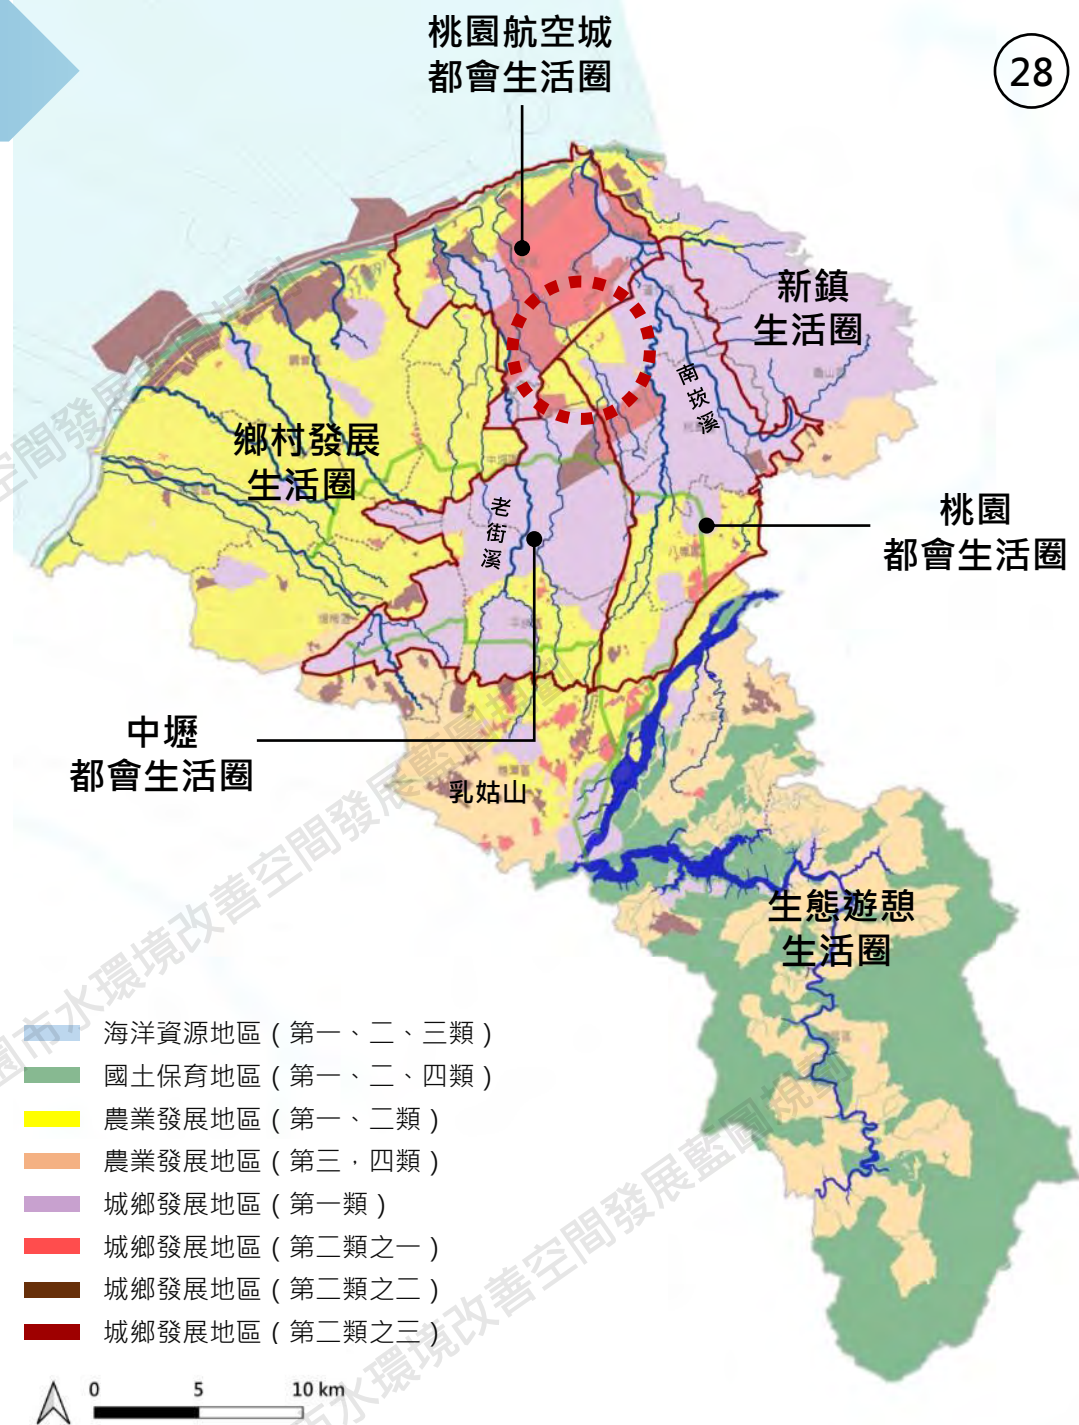 桃園航空城
都會生活圈
28
新鎮
生活圈
南崁溪
鄉村發展
生活圈
老街溪
桃園
都會生活圈
中壢
都會生活圈
乳姑山
生態遊憩
生活圈
海洋資源地區（第一、二、三類）
國土保育地區（第一、二、四類）
農業發展地區（第一、二類）
農業發展地區（第三，四類）
城鄉發展地區（第一類）
城鄉發展地區（第二類之一）
城鄉發展地區（第二類之二）
城鄉發展地區（第二類之三）
0 5 10 km